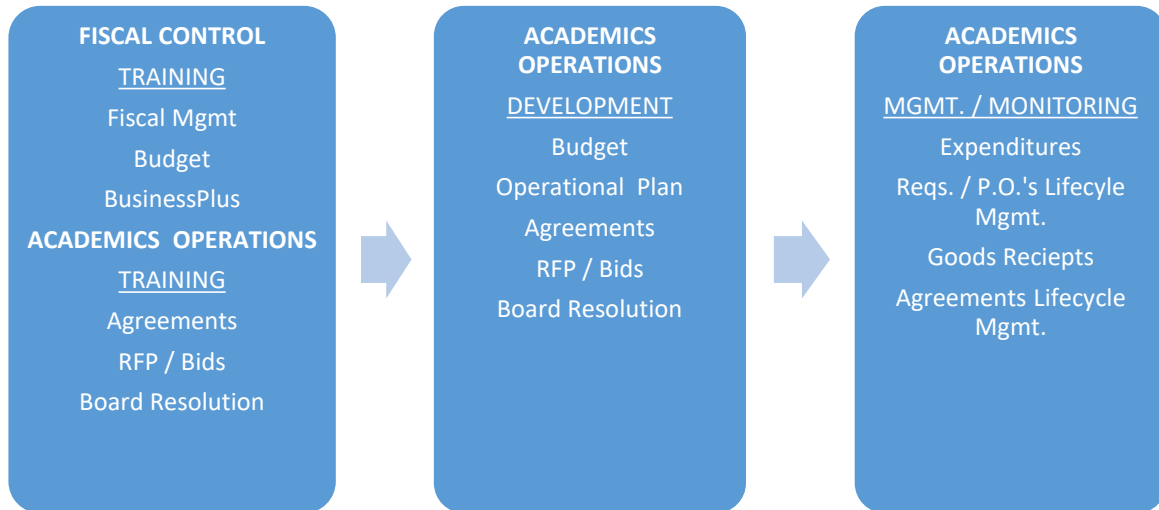 FISCAL CONTROL
TRAINING
Fiscal Mgmt
Budget
BusinessPlus
ACADEMICS OPERATIONS
TRAINING
Agreements
RFP / Bids
Board Resolution
ACADEMICS
OPERATIONS
DEVELOPMENT
Budget
Operational Plan
Agreements
RFP / Bids
Board Resolution
ACADEMICS
OPERATIONS
MGMT. / MONITORING
Expenditures
Reqs. / P.O.'s Lifecyle
Mgmt.
Goods Reciepts
Agreements Lifecycle
Mgmt.